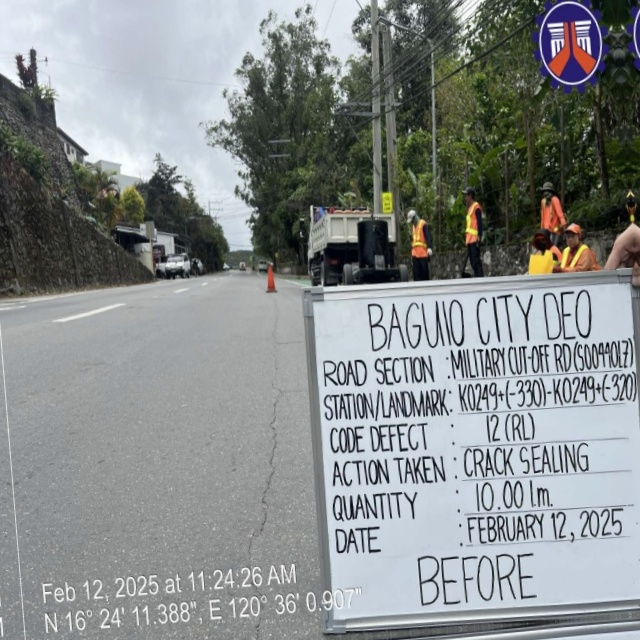 BAGUIO CITY DEO
ROAD SECTION : MILITARY CUT-OFF RD (S00440LZ)
STATION/LANDMARK: K0249+(-330)-K0249+(-320)
CODE DEFECT : 12 (RL)
ACTION TAKEN : CRACK SEALING
QUANTITY : 10.00 l.m.
DATE : FEBRUARY 12, 2025
BEFORE
Feb 12, 2025 at 11:24:26 AM
N 16° 24' 11.388", E 120° 36' 0.907"